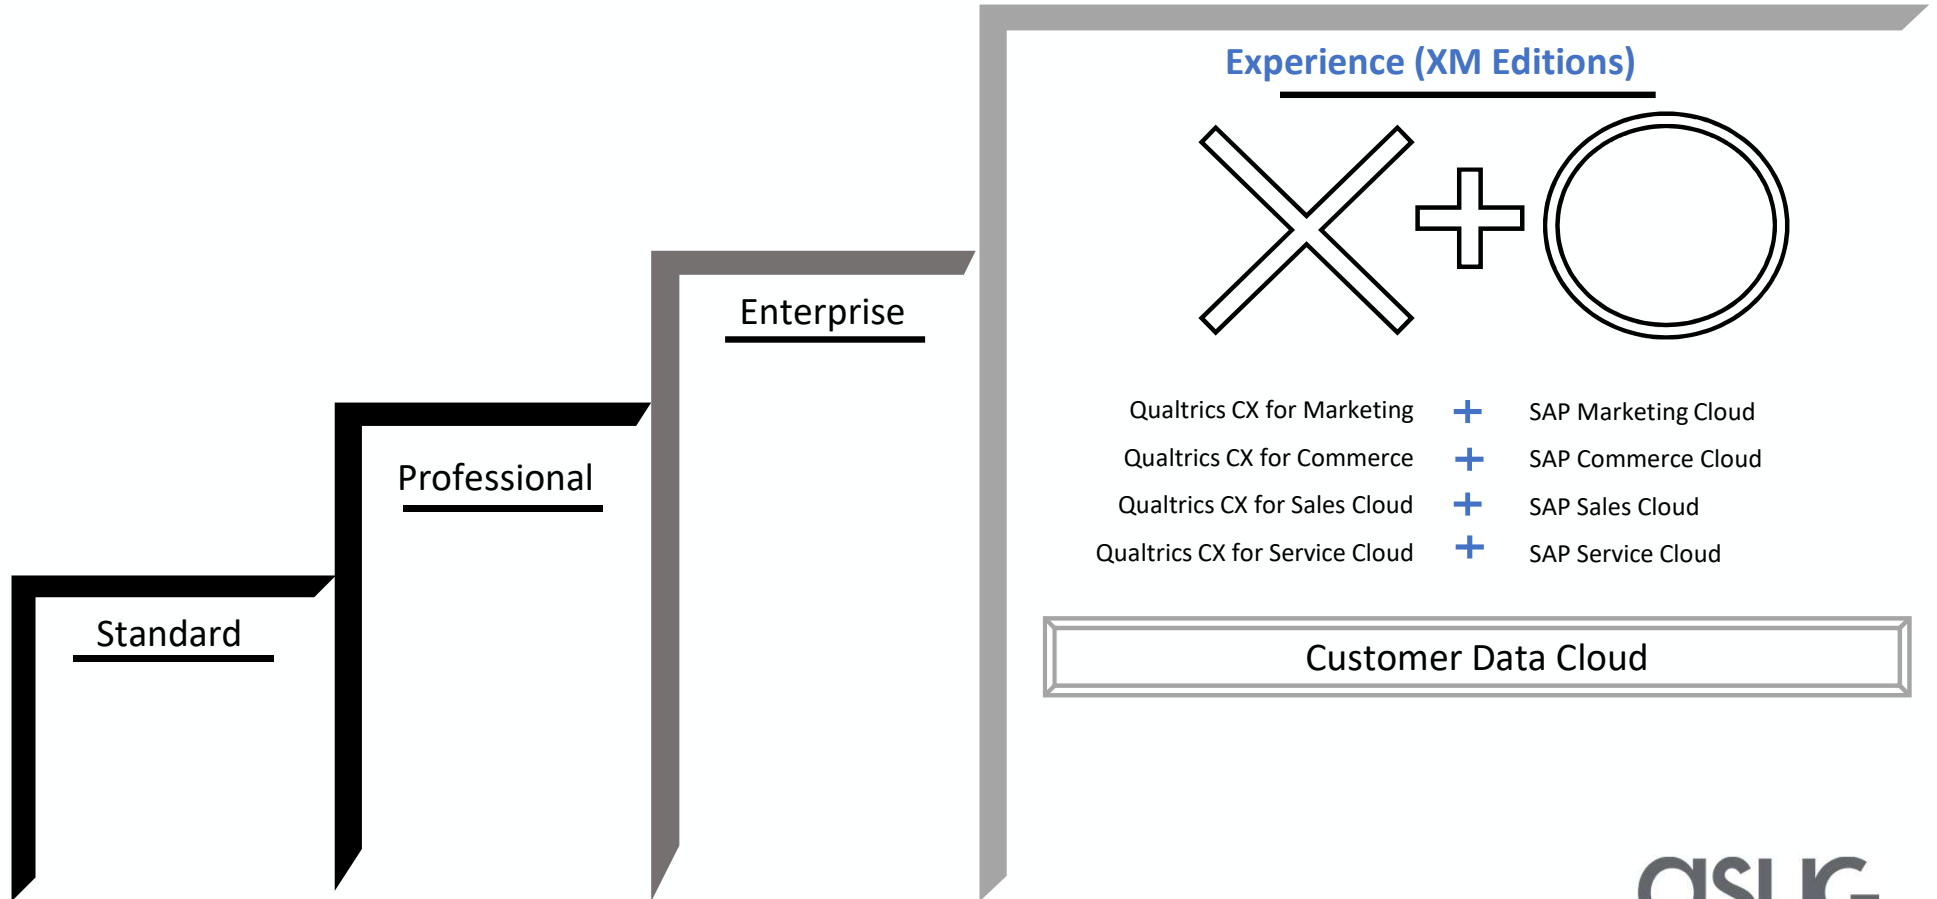 Experience (XM Editions)
X + O
Enterprise
Qualtrics CX for Marketing + SAP Marketing Cloud
Qualtrics CX for Commerce + SAP Commerce Cloud
Professional
Qualtrics CX for Sales Cloud + SAP Sales Cloud
Qualtrics CX for Service Cloud + SAP Service Cloud
Standard
Customer Data Cloud
asug